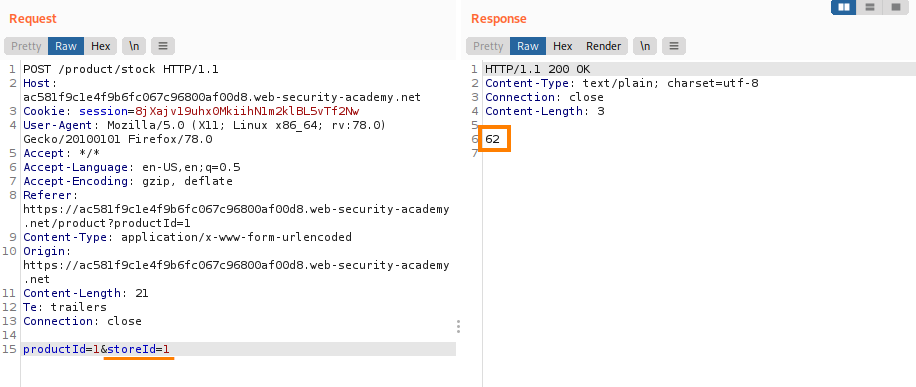 Request
Pretty Raw Hex \n
1 POST /product/stock HTTP/1.1
2 Host:
ac581f9c1e4f9b6fc067c96800af00d8.web-security-academy.net
3 Cookie: session=8jXajv19uhx0MkiihN1m2klBL5vTf2Nw
4 User-Agent: Mozilla/5.0 (X11; Linux x86_64; rv:78.0)
Gecko/20100101 Firefox/78.0
5 Accept: */*
6 Accept-Language: en-US,en;q=0.5
7 Accept-Encoding: gzip, deflate
8 Referer:
https://ac581f9c1e4f9b6fc067c96800af00d8.web-security-academy
.net/product?productId=1
9 Content-Type: application/x-www-form-urlencoded
10 Origin:
https://ac581f9c1e4f9b6fc067c96800af00d8.web-security-academy
.net
11 Content-Length: 21
12 Te: trailers
13 Connection: close
14
15 productId=1&storeId=1
Response
Pretty Raw Hex Render \n
1 HTTP/1.1 200 OK
2 Content-Type: text/plain; charset=utf-8
3 Connection: close
4 Content-Length: 3
5
6 62
7